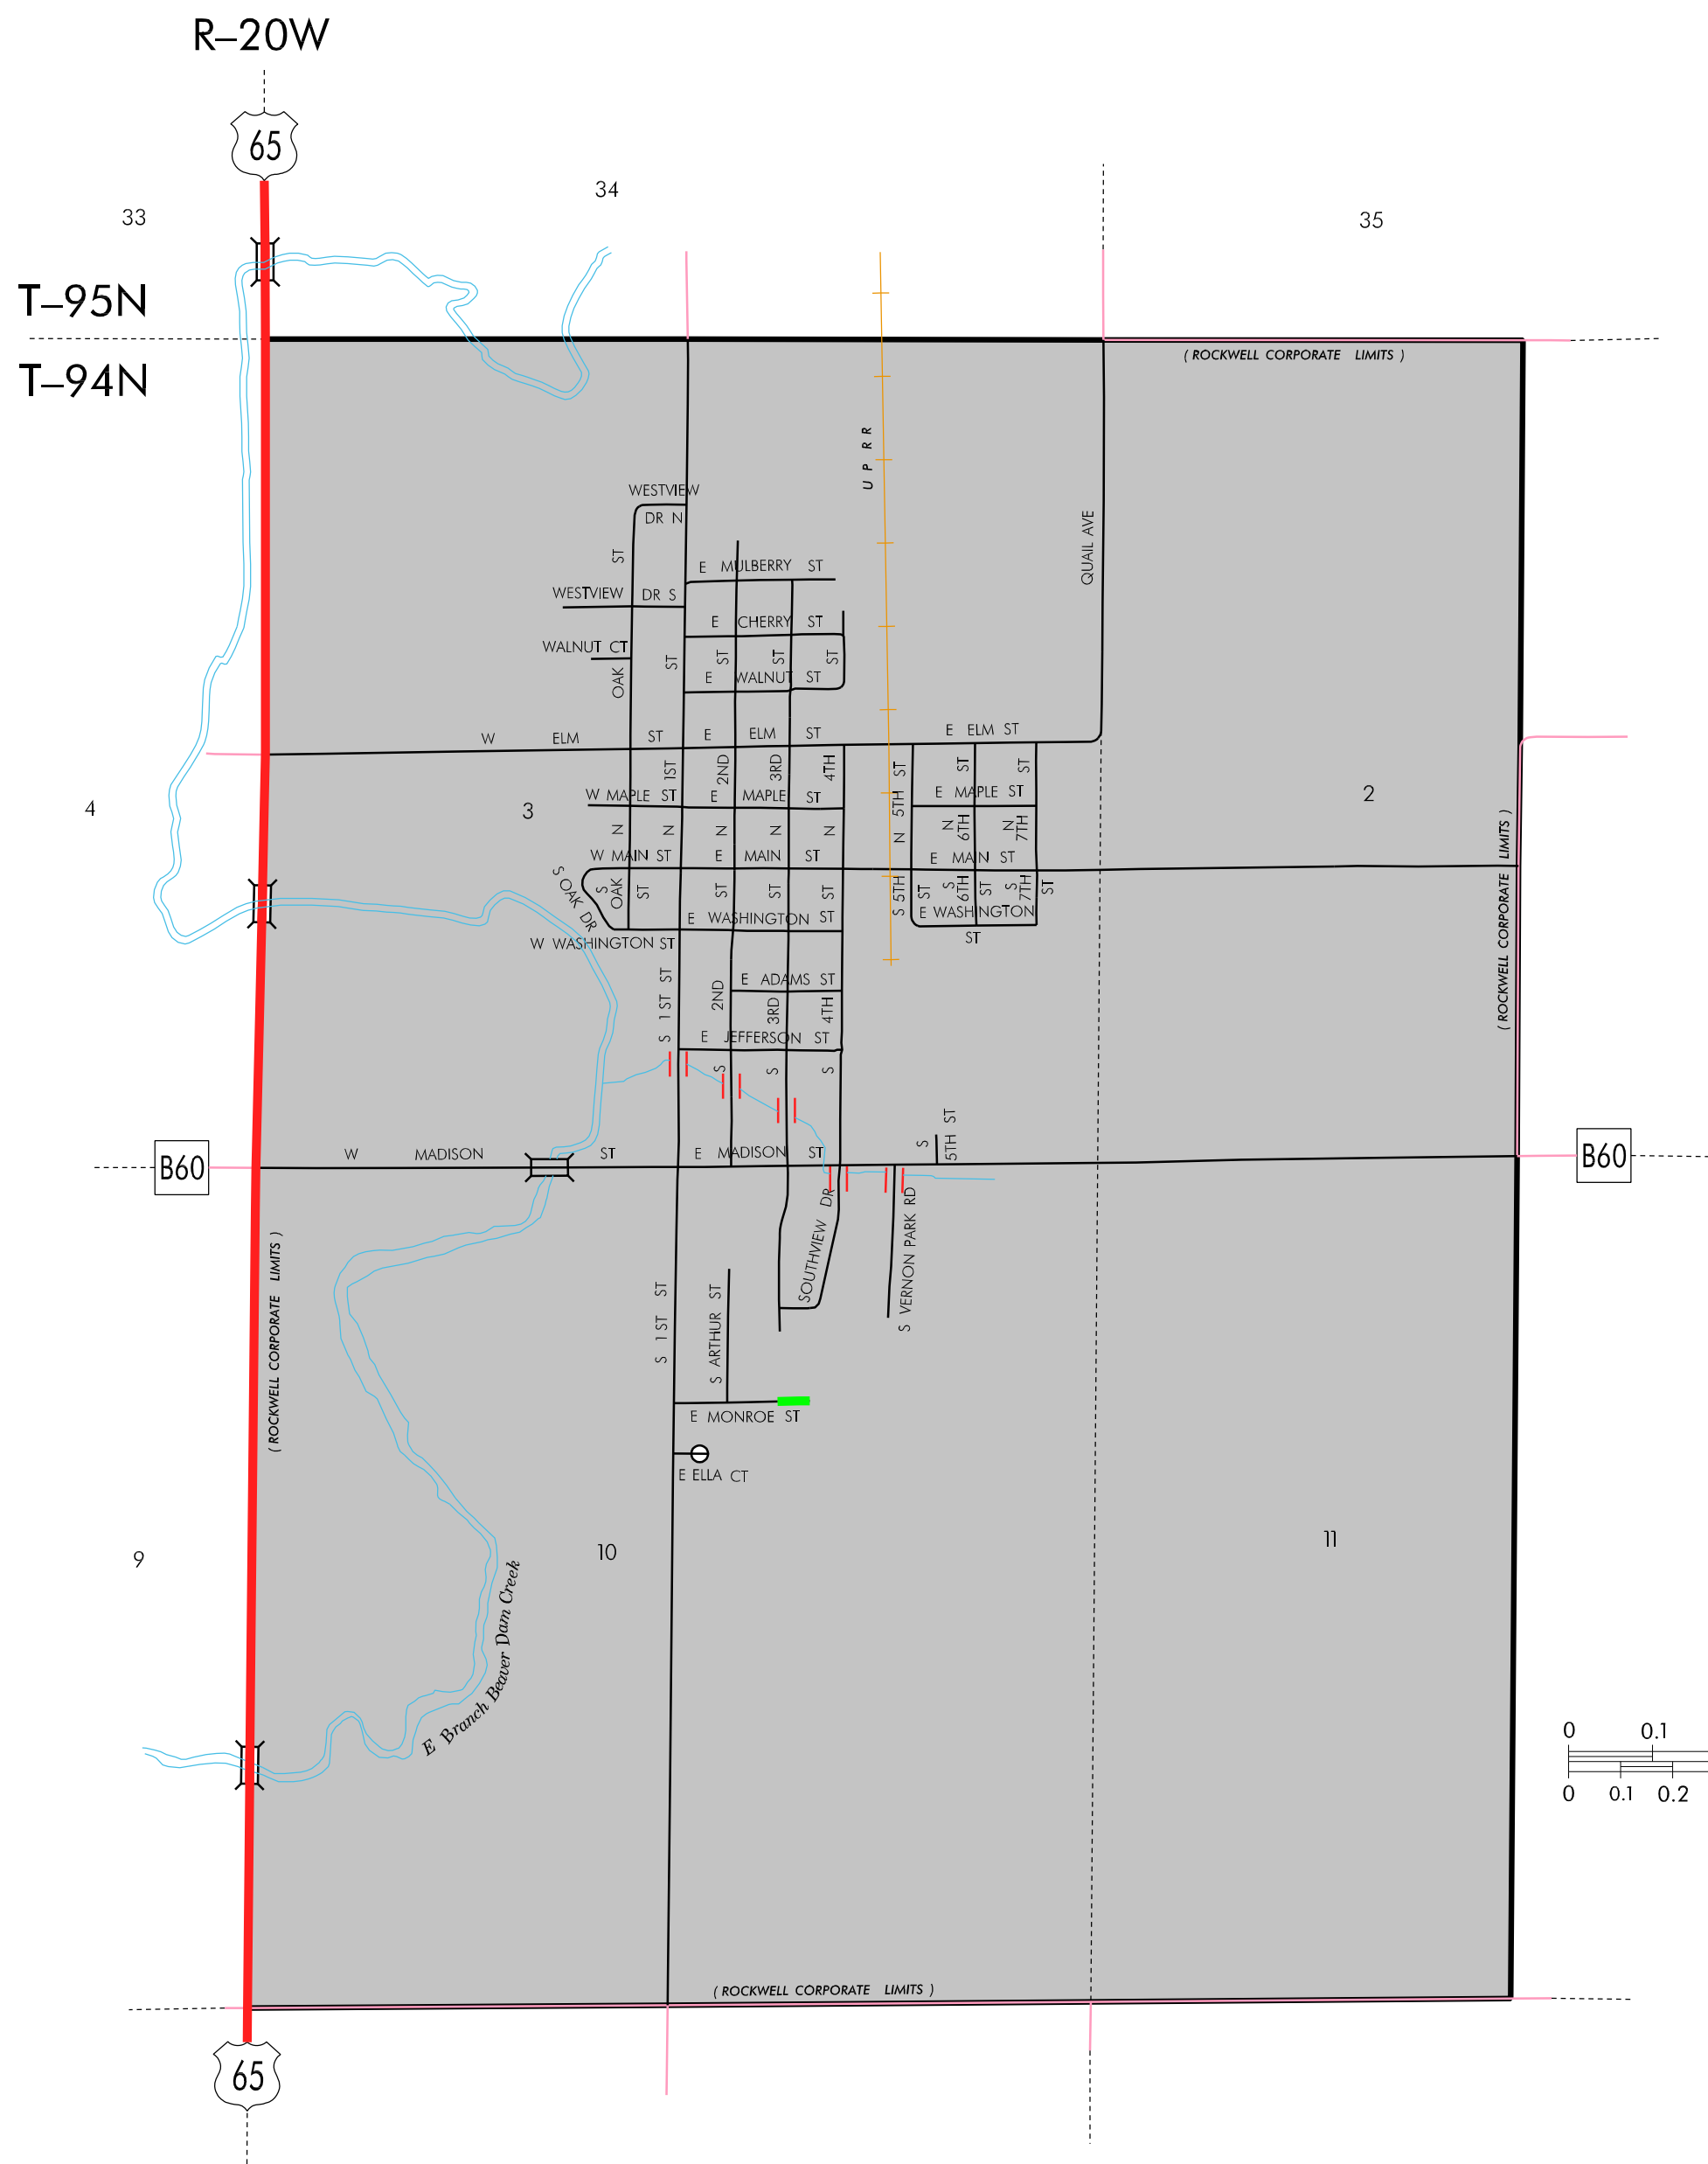 R–20W
65
34
33
35
T–95N
( ROCKWELL CORPORATE LIMITS )
T–94N
U P R R
WESTVIEW
DR N
QUAIL AVE
ST
E MULBERRY ST
WESTVIEW DR S
E CHERRY ST
WALNUT CT
ST
ST
ST
ST
OAK
E WALNUT ST
W ELM ST
E ELM ST
E ELM ST
1ST
2ND
3RD
4TH
N 5TH ST
ST
ST
W MAPLE ST
E MAPLE ST
E MAPLE ST
4
3
2
N
N
N
N
N
N 6TH
N 7TH
W MAIN ST
E MAIN ST
E MAIN ST
S OAK DR
S OAK ST
ST
ST
ST
S 5TH ST
S 6TH ST
S 7TH ST
E WASHINGTON ST
E WASHINGTON
ST
W WASHINGTON ST
( ROCKWELL CORPORATE LIMITS )
S 1ST ST
2ND
3RD
4TH
E ADAMS ST
E JEFFERSON ST
S
S
S
B60
W MADISON ST
E MADISON ST
S 5TH ST
B60
SOUTHVIEW DR
S VERNON PARK RD
( ROCKWELL CORPORATE LIMITS )
S 1ST ST
S ARTHUR ST
E MONROE ST
E ELLA CT
9
10
11
E Branch Beaver Dam Creek
0 0.1
0 0.1 0.2
( ROCKWELL CORPORATE LIMITS )
65